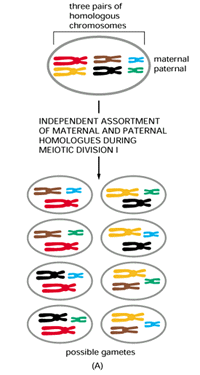 three pairs of
homologous
chromosomes
maternal
paternal
INDEPENDENT ASSORTMENT
OF MATERNAL AND PATERNAL
HOMOLOGUES DURING
MEIOTIC DIVISION I
possible gametes
(A)